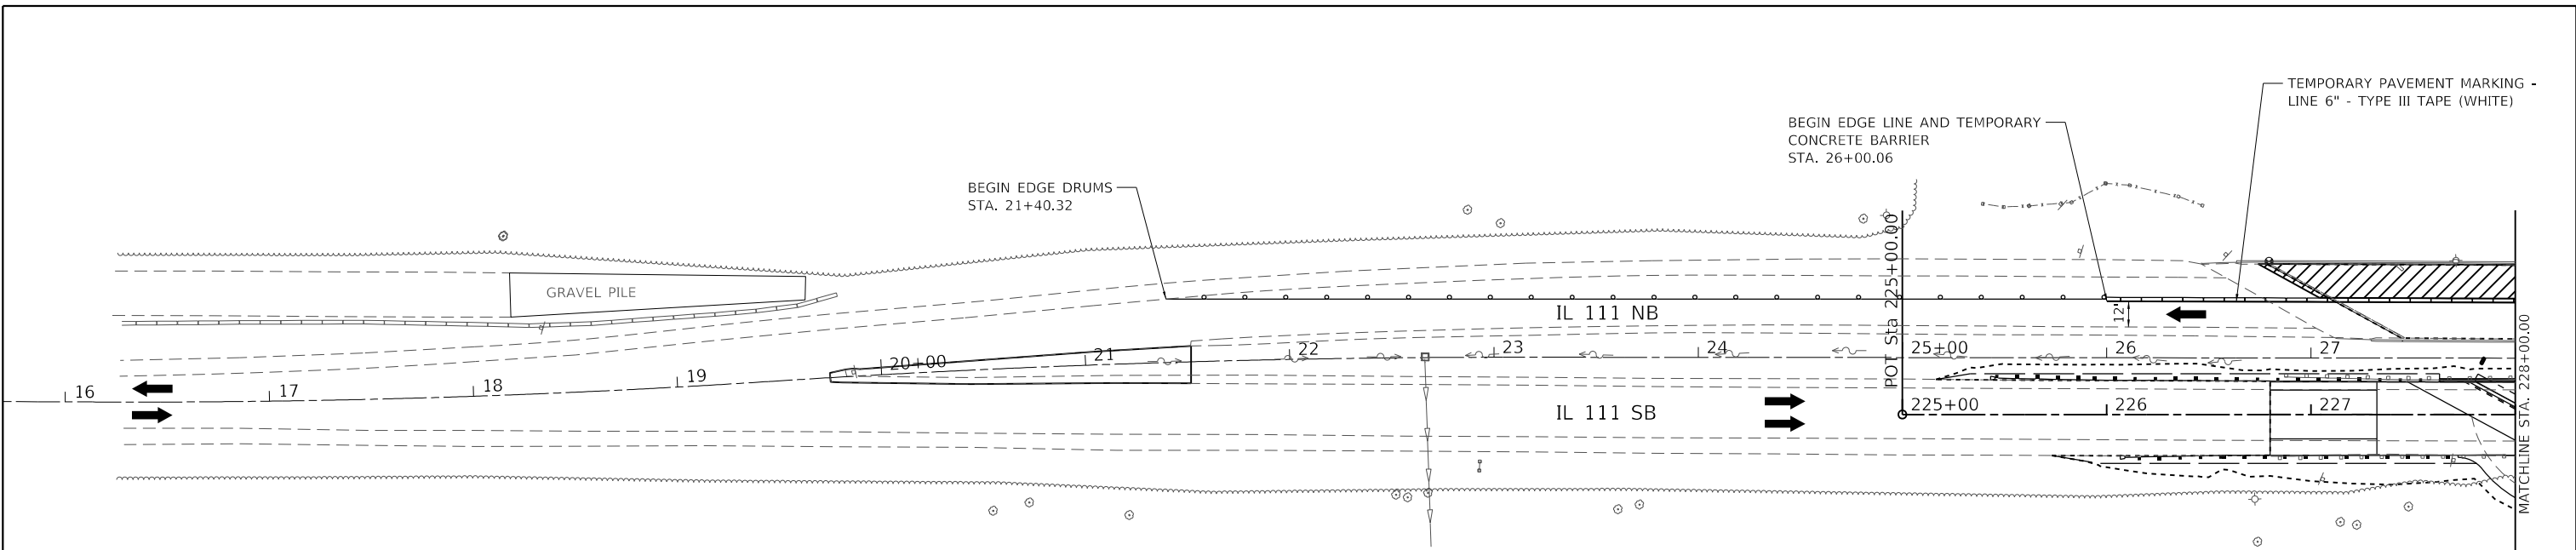 TEMPORARY PAVEMENT MARKING -
LINE 6" - TYPE III TAPE (WHITE)
BEGIN EDGE LINE AND TEMPORARY
CONCRETE BARRIER
STA. 26+00.06
BEGIN EDGE DRUMS
STA. 21+40.32
GRAVEL PILE
IL 111 NB
12'
POT Sta 225+00.00
16
17
18
19
20+00
21
22
23
24
25+00
26
27
IL 111 SB
225+00
226
227
MATCHLINE STA. 228+00.00